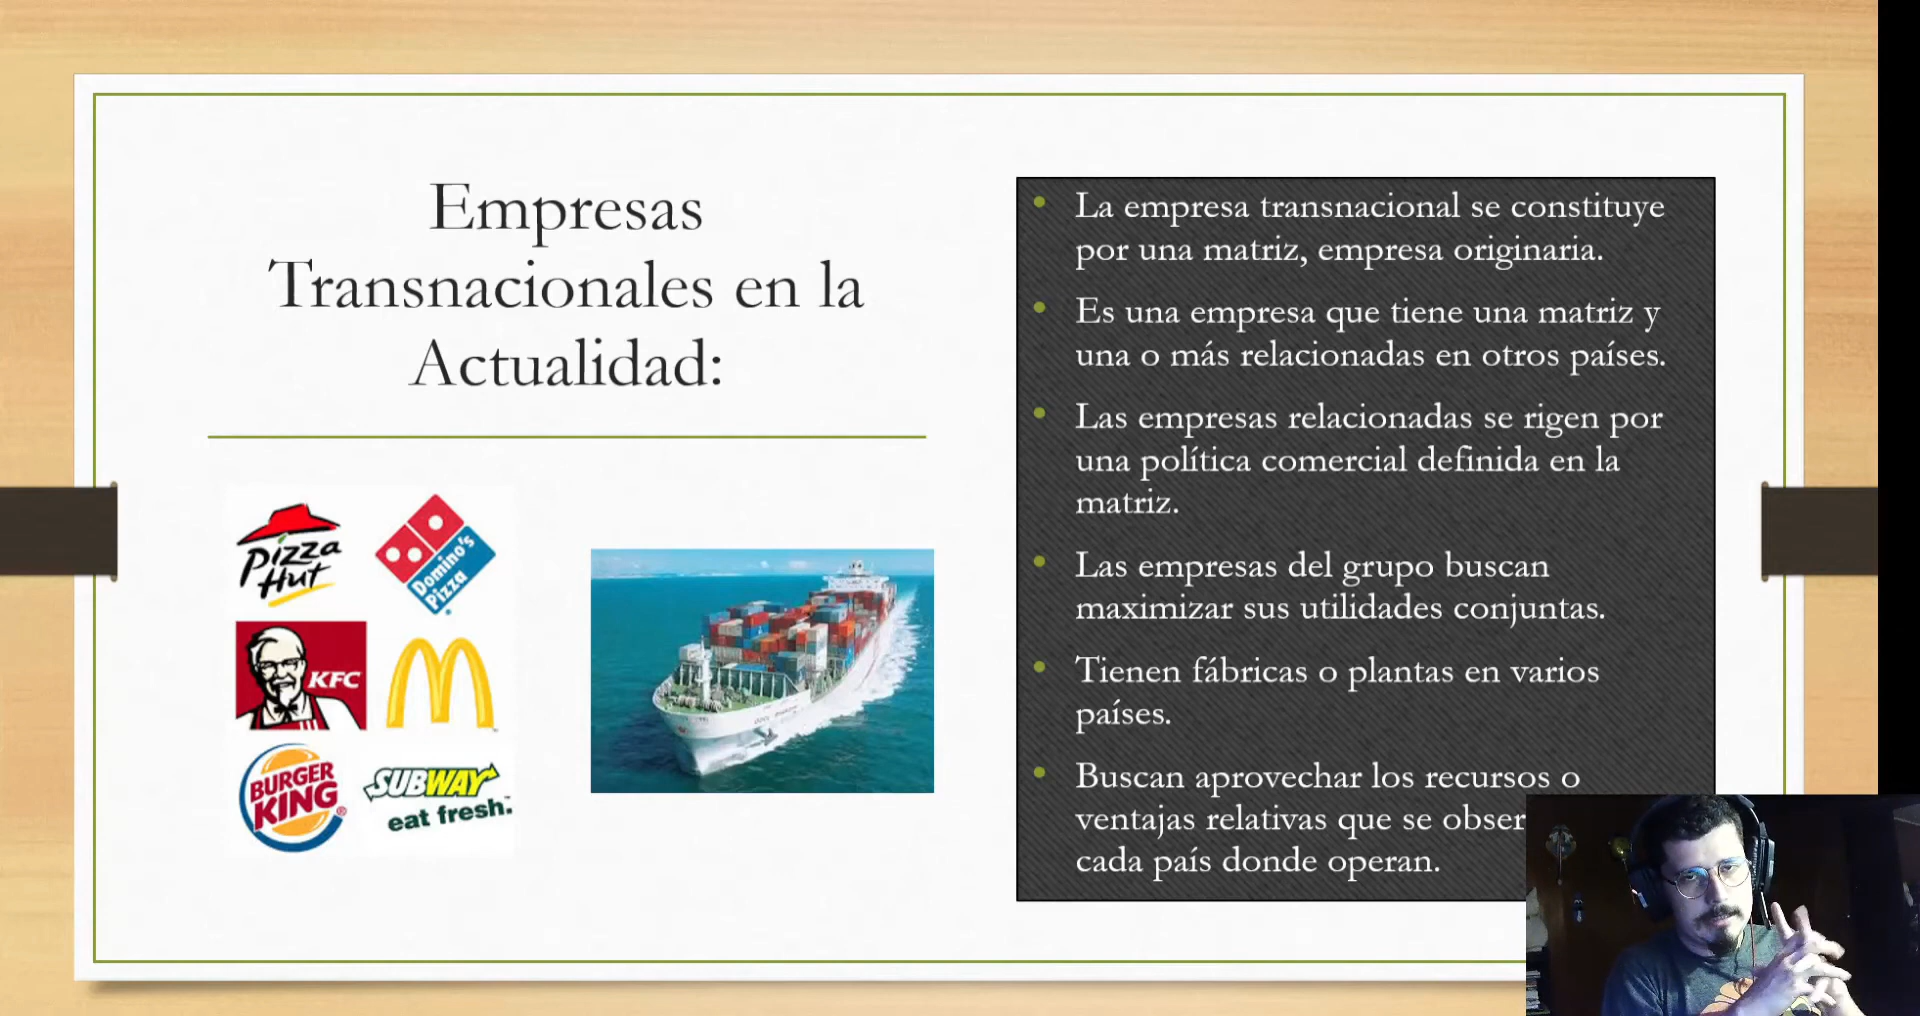 Empresas
Transnacionales en la
Actualidad:
Pizza
Hut
Domino's
Pizza
KFC
BURGER
KING
SUBWAY
eat fresh.
La empresa transnacional se constituye
por una matriz, empresa originaria.
Es una empresa que tiene una matriz y
una o más relacionadas en otros países.
Las empresas relacionadas se rigen por
una política comercial definida en la
matriz.
Las empresas del grupo buscan
maximizar sus utilidades conjuntas.
Tienen fábricas o plantas en varios
países.
Buscan aprovechar los recursos o
ventajas relativas que se obser
cada país donde operan.